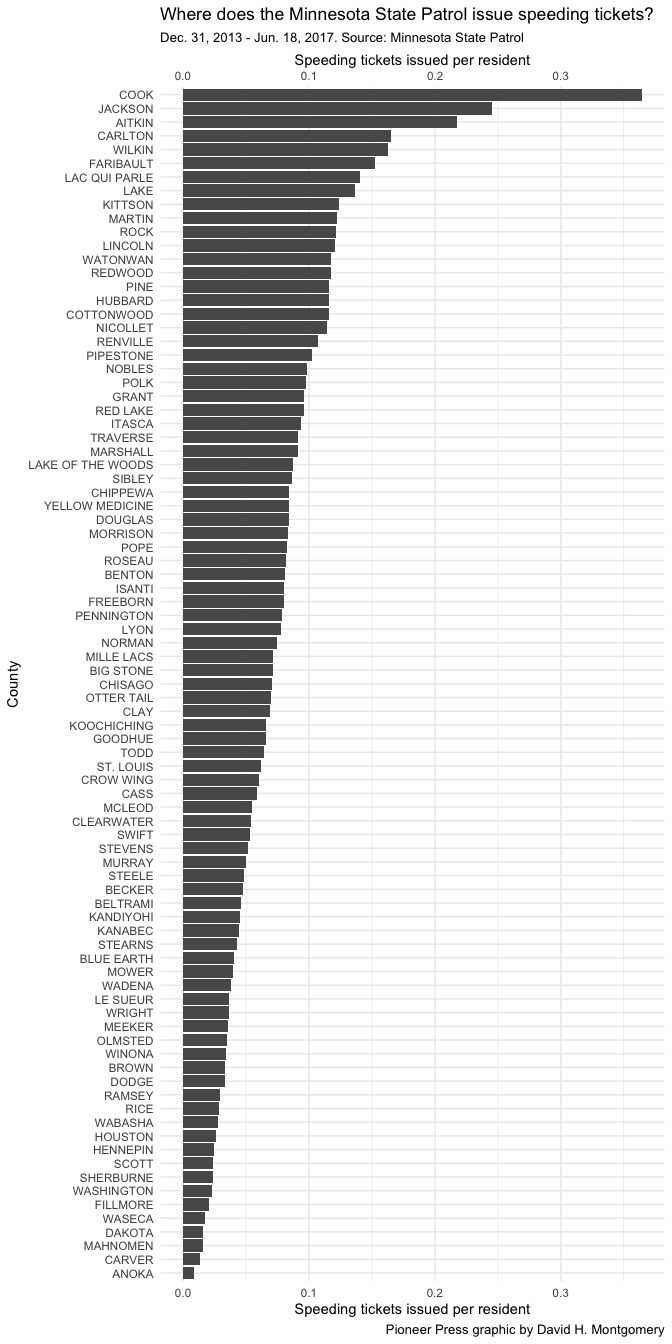 Where does the Minnesota State Patrol issue speeding tickets?
Dec. 31, 2013 - Jun. 18, 2017. Source: Minnesota State Patrol
Speeding tickets issued per resident
0.0 0.1 0.2 0.3
COOK
JACKSON
AITKIN
CARLTON
WILKIN
FARIBAULT
LAC QUI PARLE
LAKE
KITTSON
MARTIN
ROCK
LINCOLN
WATONWAN
REDWOOD
PINE
HUBBARD
COTTONWOOD
NICOLLET
RENVILLE
PIPESTONE
NOBLES
POLK
GRANT
RED LAKE
ITASCA
TRAVERSE
MARSHALL
LAKE OF THE WOODS
SIBLEY
CHIPPEWA
YELLOW MEDICINE
DOUGLAS
MORRISON
POPE
ROSEAU
BENTON
ISANTI
FREEBORN
PENNINGTON
LYON
NORMAN
MILLE LACS
BIG STONE
CHISAGO
OTTER TAIL
CLAY
KOOCHICHING
GOODHUE
TODD
ST. LOUIS
CROW WING
CASS
MCLEOD
CLEARWATER
SWIFT
STEVENS
MURRAY
STEELE
BECKER
BELTRAMI
KANDIYOHI
KANABEC
STEARNS
BLUE EARTH
MOWER
WADENA
LE SUEUR
WRIGHT
MEEKER
OLMSTED
WINONA
BROWN
DODGE
RAMSEY
RICE
WABASHA
HOUSTON
HENNEPIN
SCOTT
SHERBURNE
WASHINGTON
FILLMORE
WASECA
DAKOTA
MAHNOMEN
CARVER
ANOKA
County
0.0 0.1 0.2 0.3
Speeding tickets issued per resident
Pioneer Press graphic by David H. Montgomery